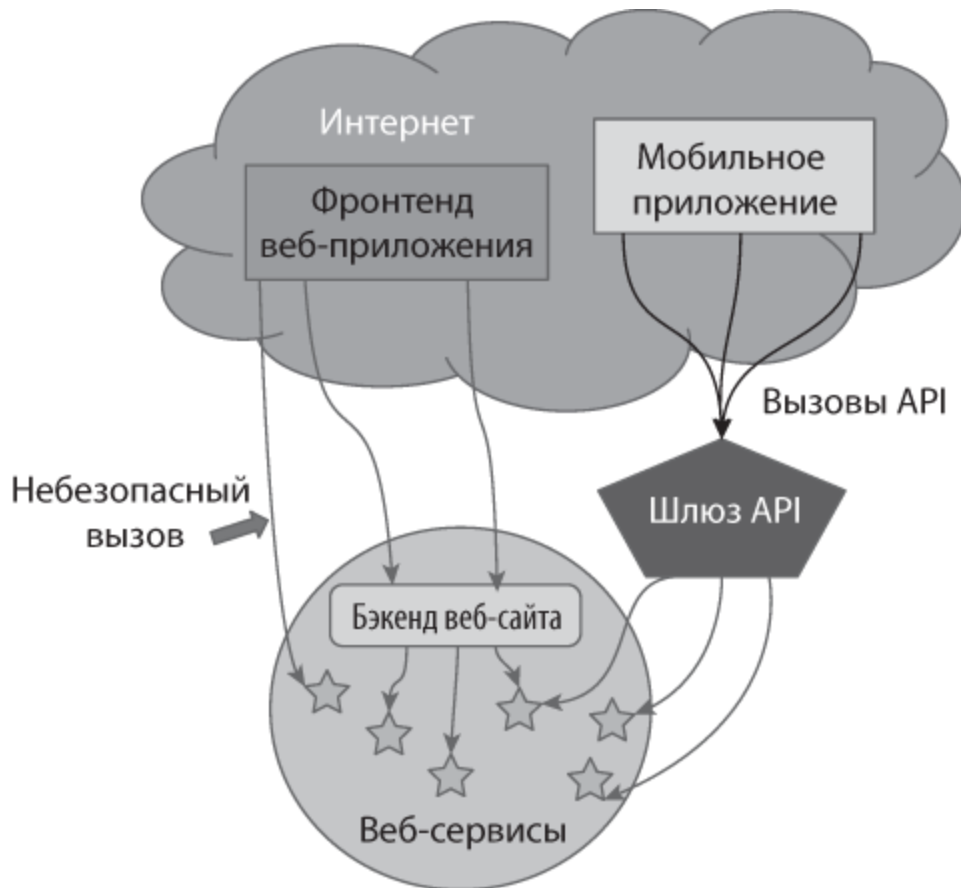 Интернет
Мобильное
приложение
Фронтенд
веб-приложения
Вызовы API
Небезопасный
вызов
Шлюз API
Бэкенд веб-сайта
Веб-сервисы